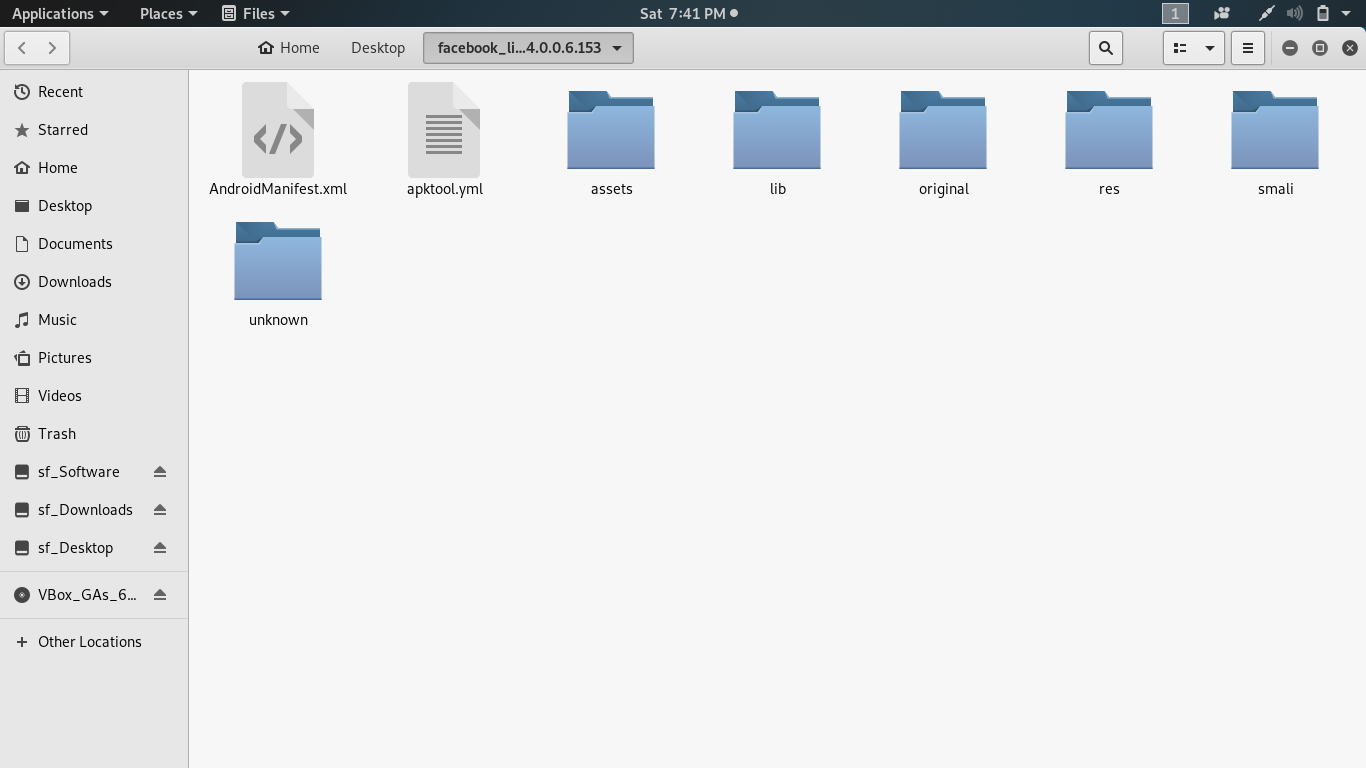 Applications Places Files Sat 7:41 PM 1
Home Desktop facebook_li...4.0.0.6.153
Recent
Starred
Home
Desktop
Documents
Downloads
Music
Pictures
Videos
Trash
sf_Software
sf_Downloads
sf_Desktop
VBox_GAs_6...
Other Locations
AndroidManifest.xml apktool.yml assets lib original res smali
unknown